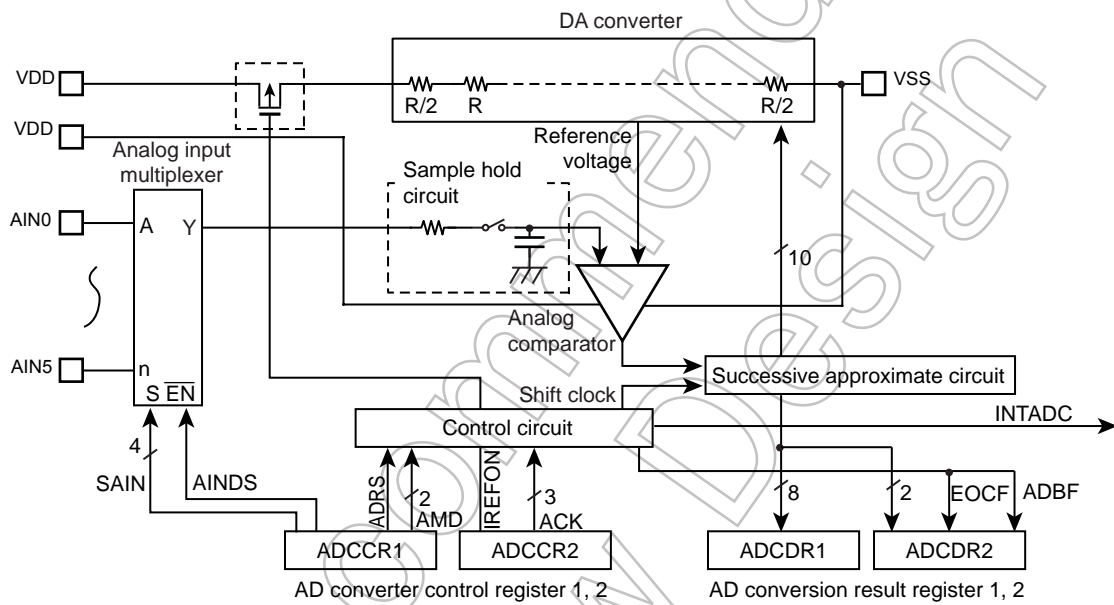 DA converter
VDD
R/2
R
R/2
VSS
VDD
Reference
voltage
Analog input
multiplexer
Sample hold
circuit
AIN0
A
Y
10
Analog
comparator
AIN5
n
S
EN
Successive approximate circuit
Shift clock
INTADC
Control circuit
4
SAIN
AINDS
ADRS
2
AMD
IREFON
3
ACK
8
2
EOCF
ADBF
ADCCR1
ADCCR2
ADCDR1
ADCDR2
AD converter control register 1, 2
AD conversion result register 1, 2
commend
w Design